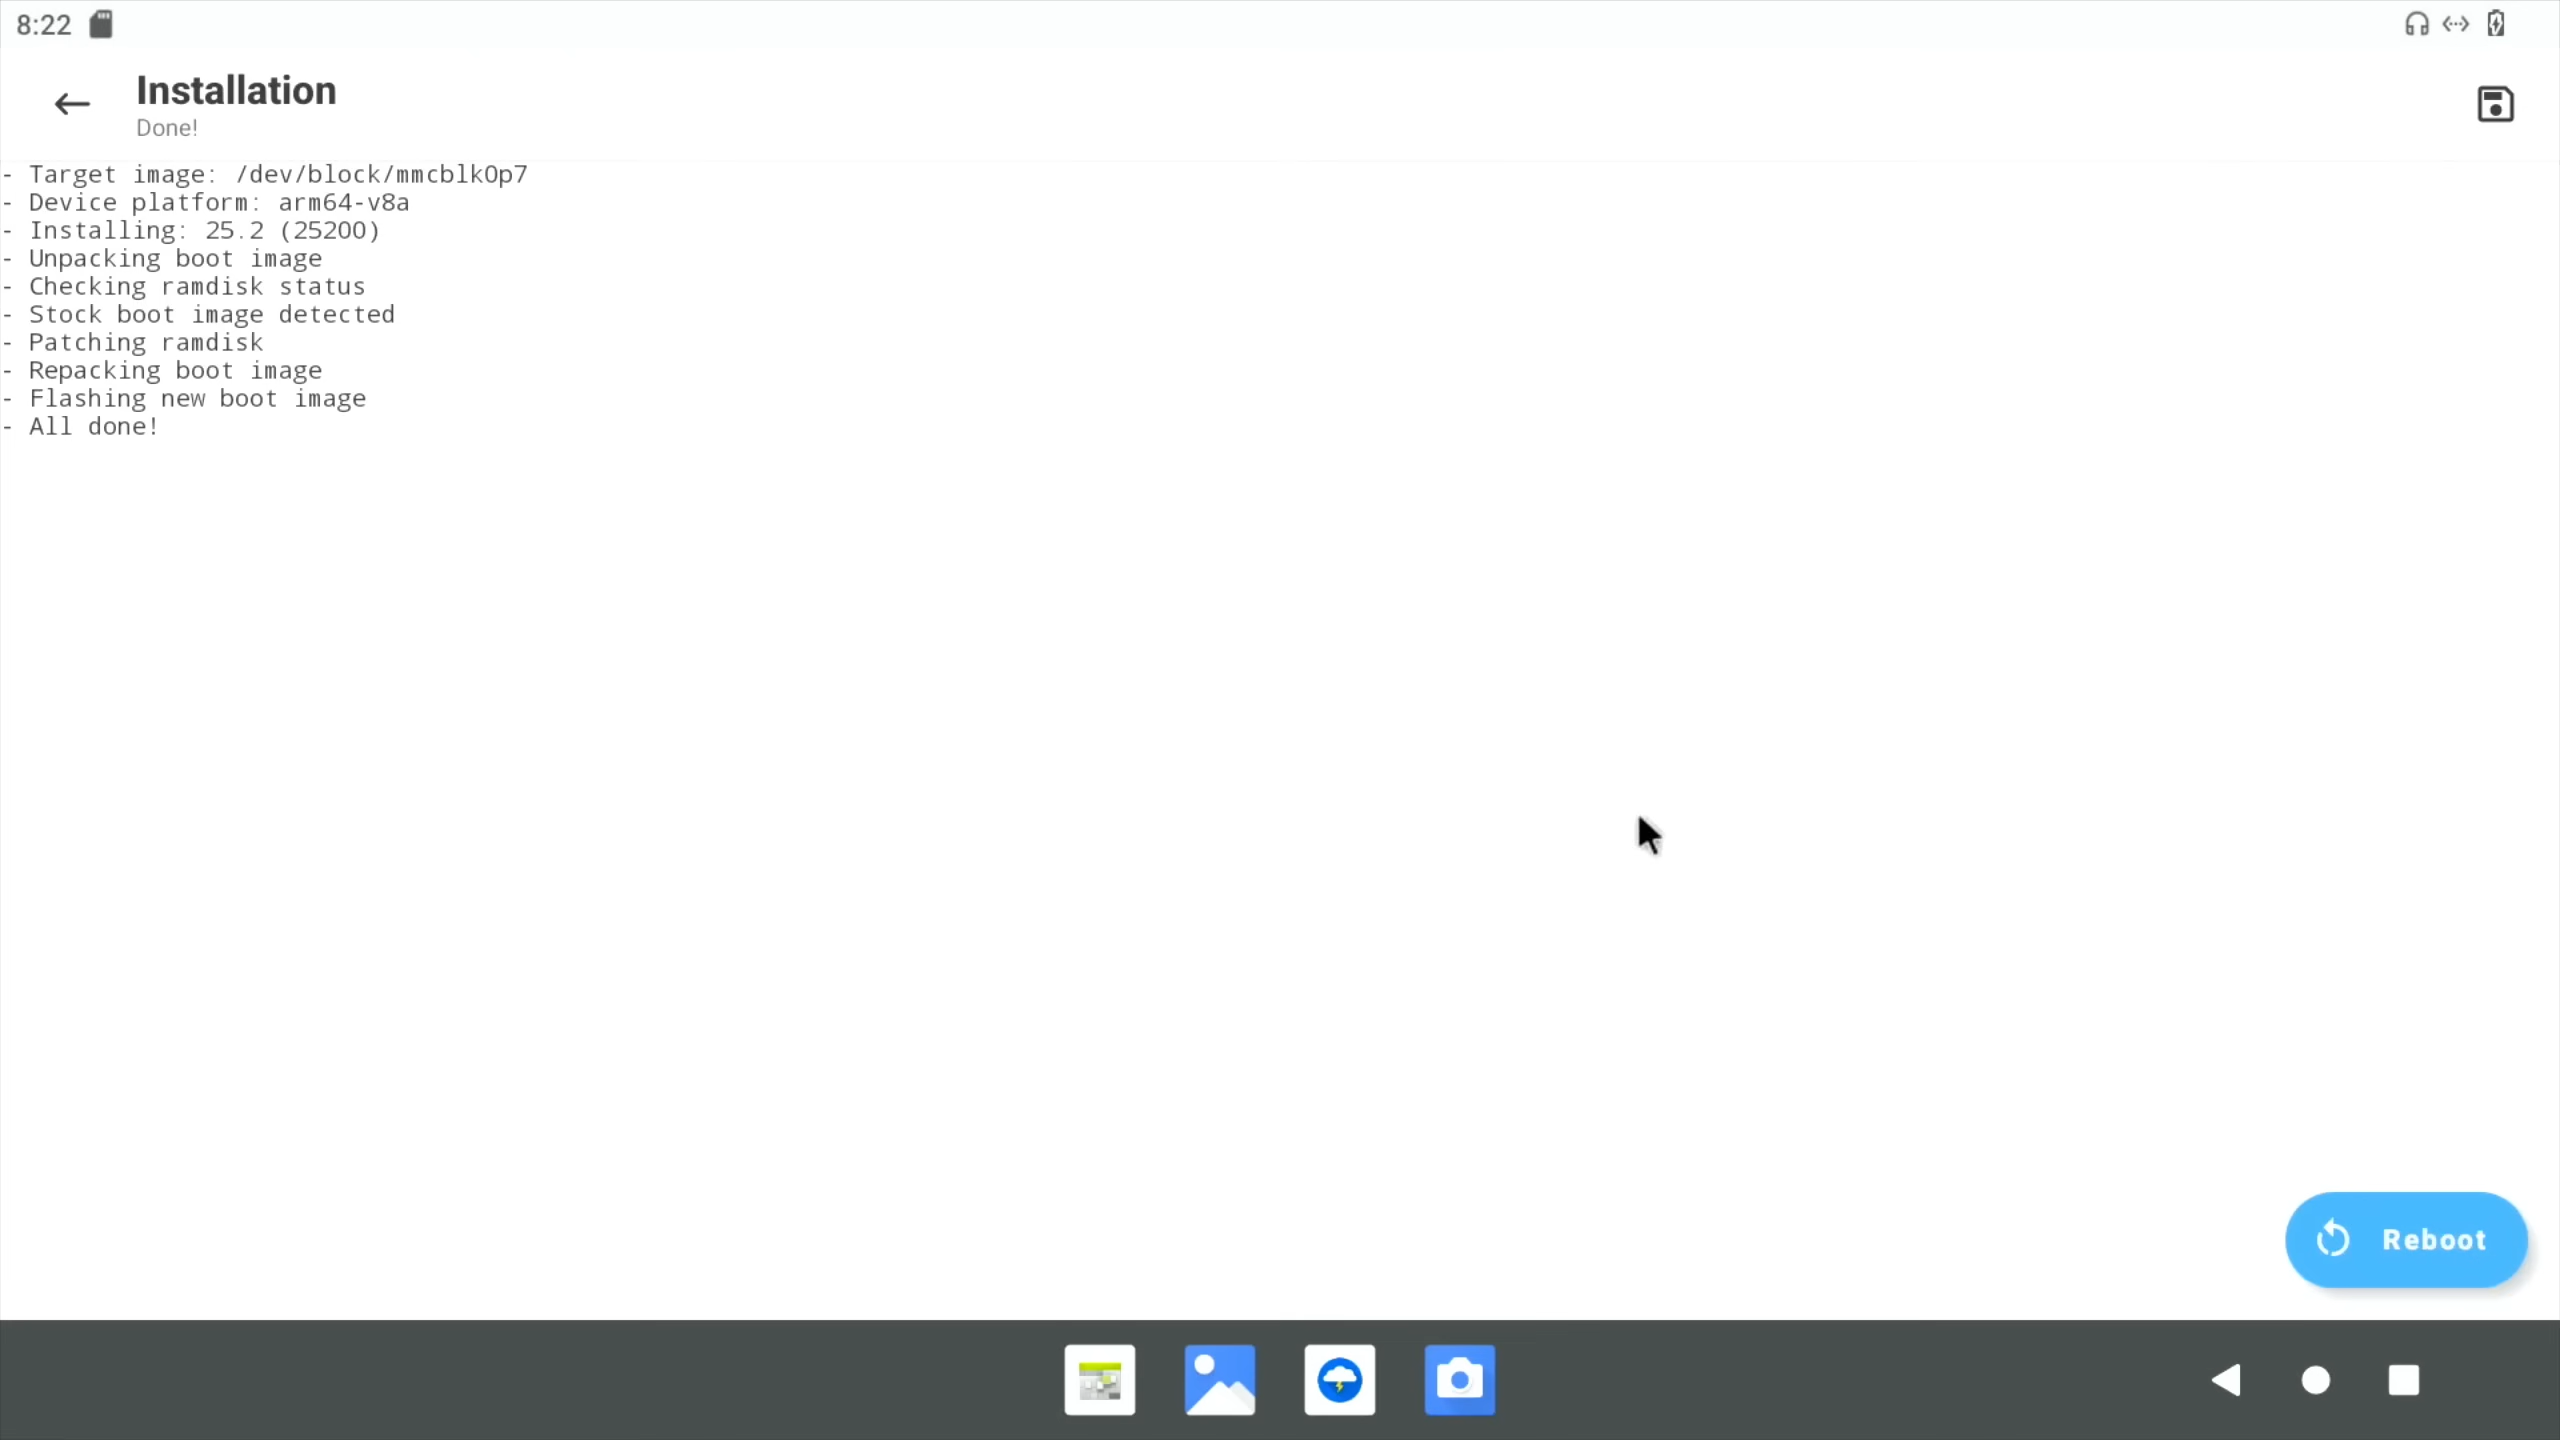 8:22
Installation
Done!
- Target image: /dev/block/mmcblk0p7
- Device platform: arm64-v8a
- Installing: 25.2 (25200)
- Unpacking boot image
- Checking ramdisk status
- Stock boot image detected
- Patching ramdisk
- Repacking boot image
- Flashing new boot image
- All done!
Reboot